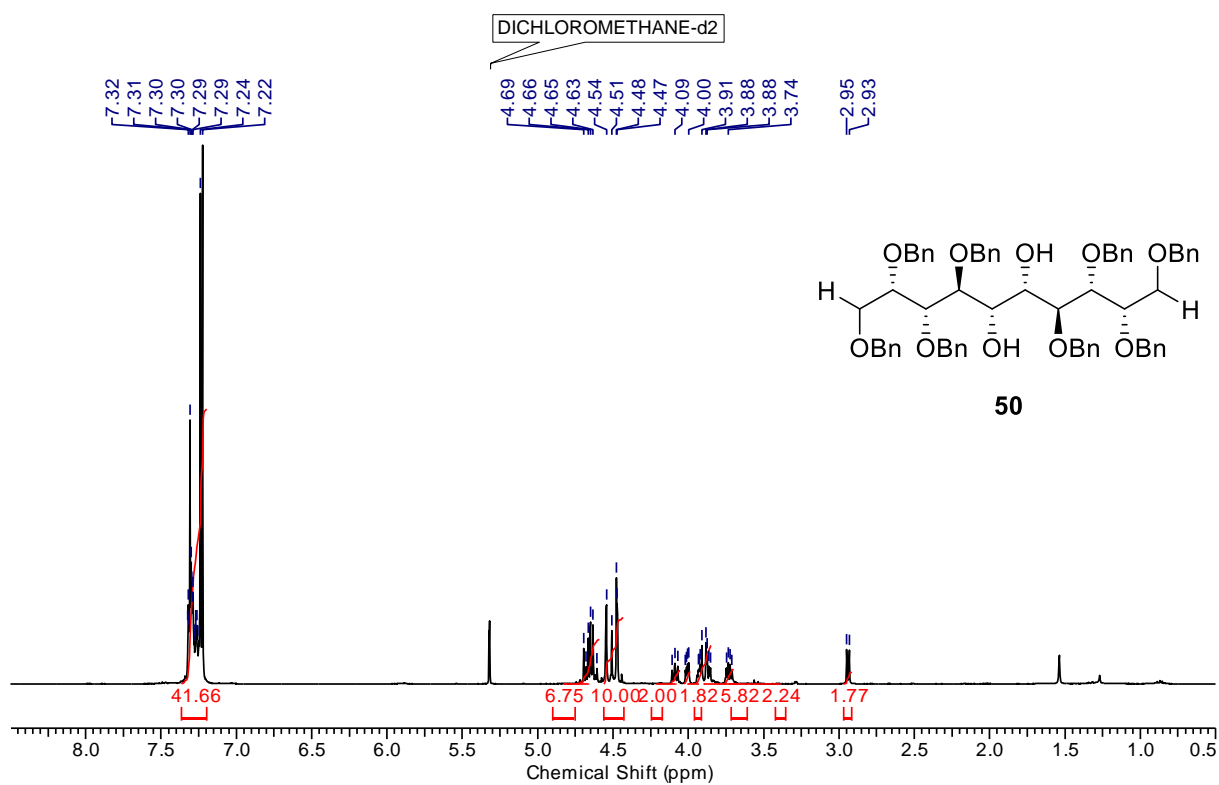 DICHLOROMETHANE-d2
7.32 7.31 7.30 7.30 7.29 7.29 7.24 7.22 4.69 4.66 4.65 4.63 4.54 4.51 4.48 4.47 4.09 4.00 3.91 3.88 3.88 3.74 2.95 2.93
OBn OBn OH OBn OBn
H H
OBn OBn OH OBn OBn
50
41.66 6.75 10.00 2.00 1.82 5.82 2.24 1.77
8.0 7.5 7.0 6.5 6.0 5.5 5.0 4.5 4.0 3.5 3.0 2.5 2.0 1.5 1.0 0.5
Chemical Shift (ppm)